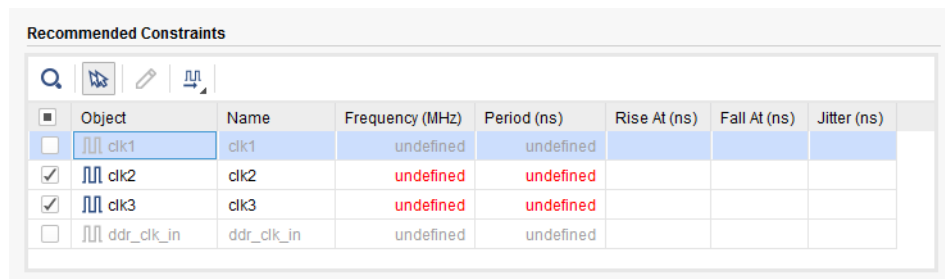 Recommended Constraints
Object Name Frequency (MHz) Period (ns) Rise At (ns) Fall At (ns) Jitter (ns)
clk1 clk1 undefined undefined
clk2 clk2 undefined undefined
clk3 clk3 undefined undefined
ddr_clk_in ddr_clk_in undefined undefined